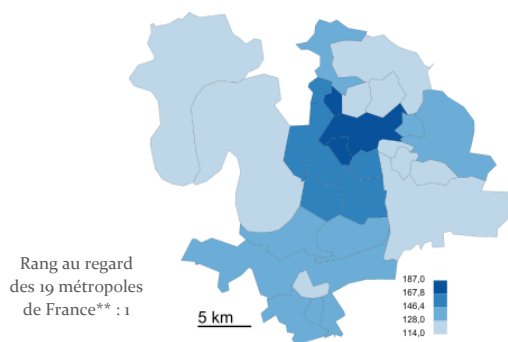 Rang au regard
des 19 métropoles
de France** : 1
5 km
187,0
167,8
146,4
128,0
114,0